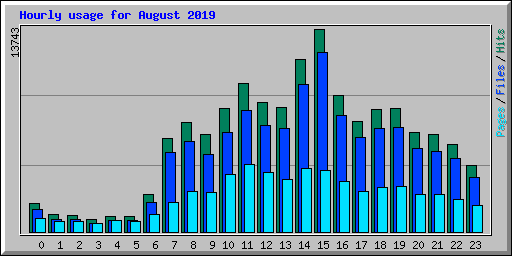 Hourly usage for August 2019
13743
Pages/Files/Hits
0 1 2 3 4 5 6 7 8 9 10 11 12 13 14 15 16 17 18 19 20 21 22 23